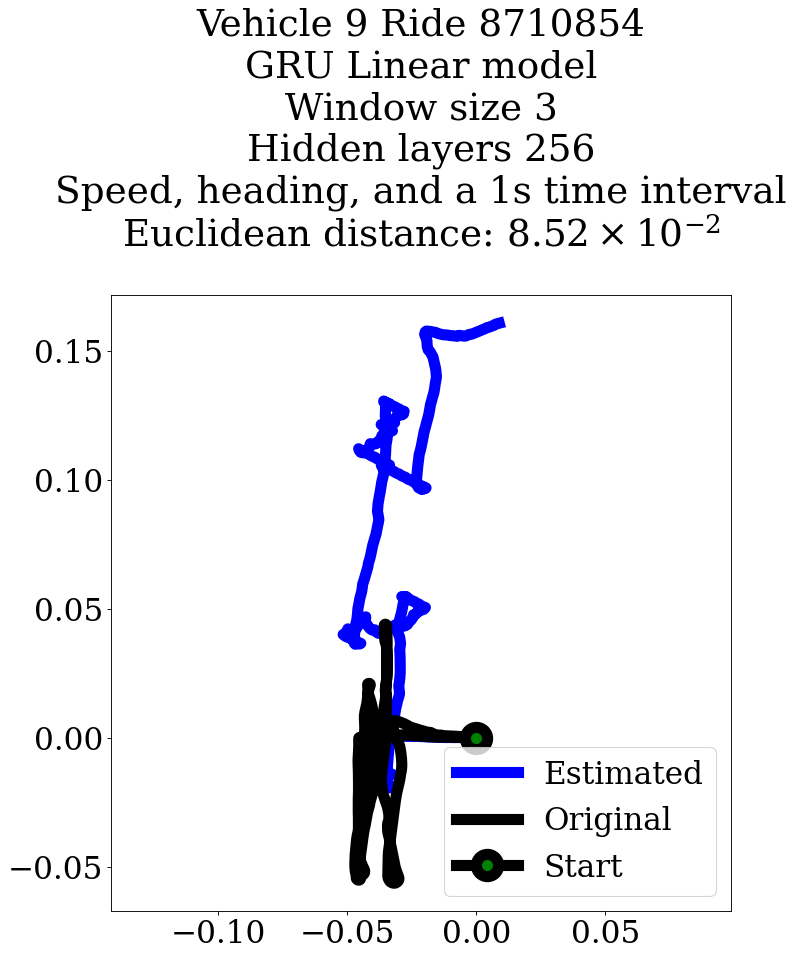 Vehicle 9 Ride 8710854
GRU Linear model
Window size 3
Hidden layers 256
Speed, heading, and a 1s time interval
Euclidean distance: 8.52 × 10⁻²
0.15
0.10
0.05
0.00
−0.05
−0.10
−0.05
0.00
0.05
Estimated
Original
Start